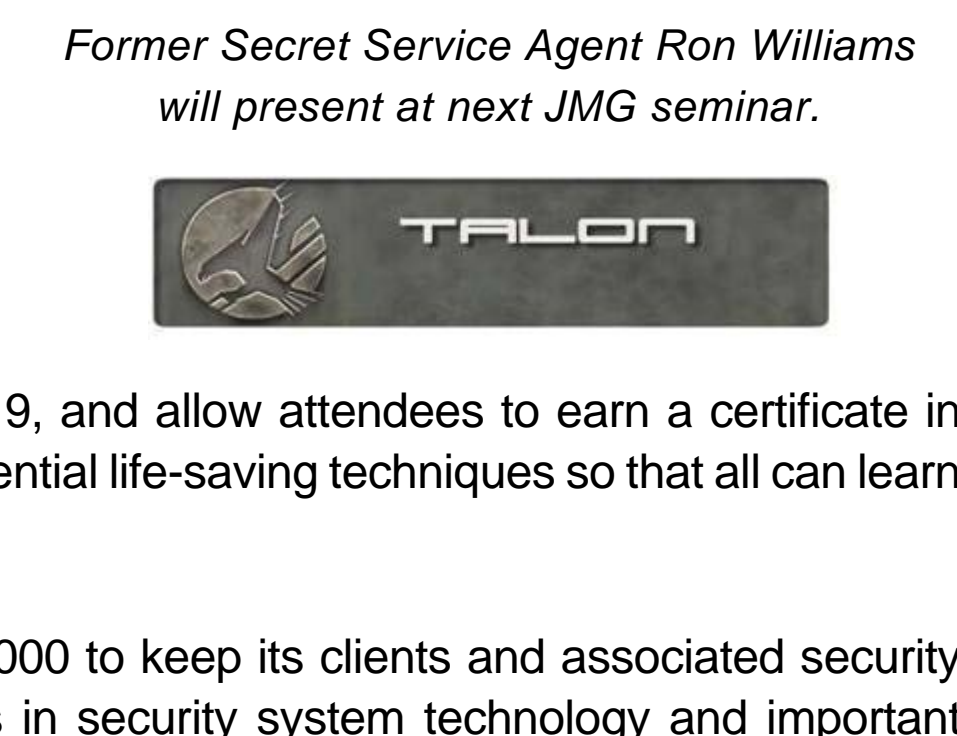 Former Secret Service Agent Ron Williams
will present at next JMG seminar.
TALON
9, and allow attendees to earn a certificate in
ential life-saving techniques so that all can learn
000 to keep its clients and associated security
s in security system technology and important